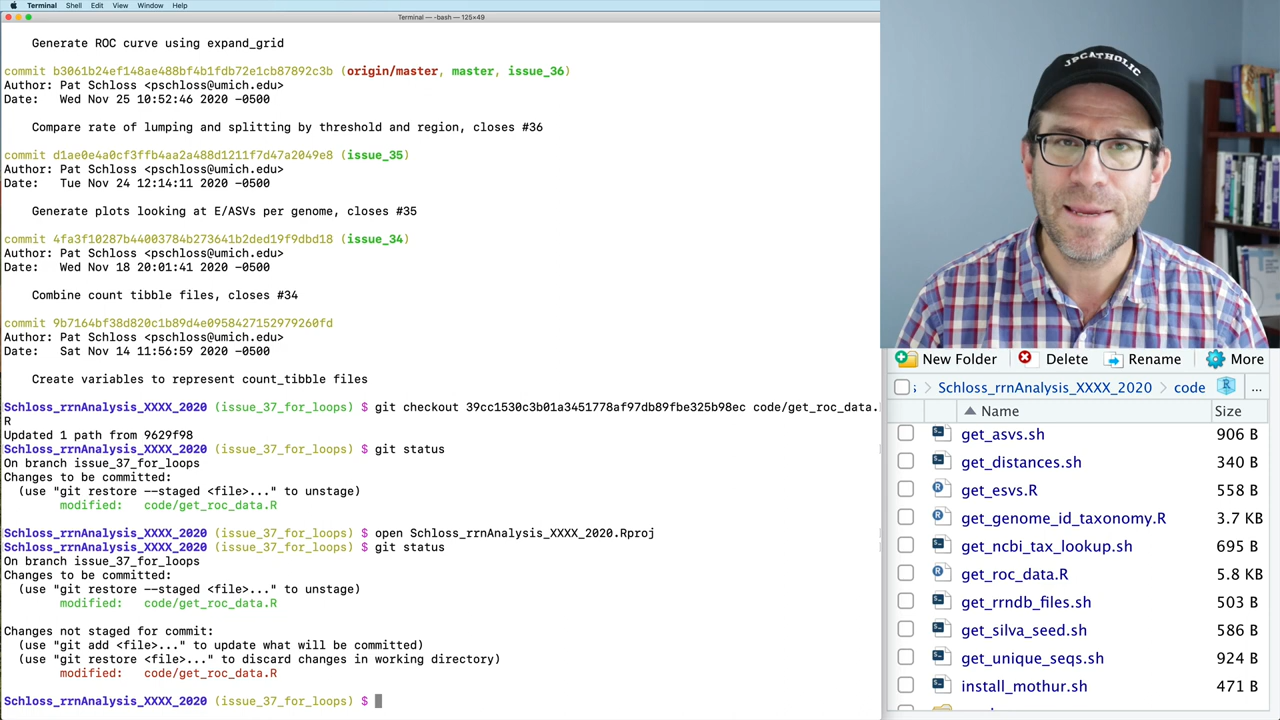 Terminal Shell Edit View Window Help
Terminal — -bash — 125×49
Generate ROC curve using expand_grid
commit b3061b24ef148ae488bf4b1fdb72e1cb87892c3b (origin/master, master, issue_36)
Author: Pat Schloss <pschloss@umich.edu>
Date: Wed Nov 25 10:52:46 2020 -0500
Compare rate of lumping and splitting by threshold and region, closes #36
commit d1ae0e4a0cf3ffb4aa2a488d1211f7d47a2049e8 (issue_35)
Author: Pat Schloss <pschloss@umich.edu>
Date: Tue Nov 24 12:14:11 2020 -0500
Generate plots looking at E/ASVs per genome, closes #35
commit 4fa3f10287b44003784b273641b2ded19f9dbd18 (issue_34)
Author: Pat Schloss <pschloss@umich.edu>
Date: Wed Nov 18 20:01:41 2020 -0500
Combine count tibble files, closes #34
commit 9b7164bf38d820c1b89d4e0958427152979260fd
Author: Pat Schloss <pschloss@umich.edu>
Date: Sat Nov 14 11:56:59 2020 -0500
Create variables to represent count_tibble files
Schloss_rrnAnalysis_XXXX_2020 (issue_37_for_loops) $ git checkout 39cc1530c3b01a3451778af97db89fbe325b98ec code/get_roc_data.
R
Updated 1 path from 9629f98
Schloss_rrnAnalysis_XXXX_2020 (issue_37_for_loops) $ git status
On branch issue_37_for_loops
Changes to be committed:
(use "git restore --staged <file>..." to unstage)
modified: code/get_roc_data.R
Schloss_rrnAnalysis_XXXX_2020 (issue_37_for_loops) $ open Schloss_rrnAnalysis_XXXX_2020.Rproj
Schloss_rrnAnalysis_XXXX_2020 (issue_37_for_loops) $ git status
On branch issue_37_for_loops
Changes to be committed:
(use "git restore --staged <file>..." to unstage)
modified: code/get_roc_data.R
Changes not staged for commit:
(use "git add <file>..." to update what will be committed)
(use "git restore <file>..." to discard changes in working directory)
modified: code/get_roc_data.R
Schloss_rrnAnalysis_XXXX_2020 (issue_37_for_loops) $
JPCATHOLIC
New Folder Delete Rename More
s > Schloss_rrnAnalysis_XXXX_2020 > code R ...
Name Size
get_asvs.sh 906 B
get_distances.sh 340 B
get_esvs.R 558 B
get_genome_id_taxonomy.R 3.7 KB
get_ncbi_tax_lookup.sh 695 B
get_roc_data.R 5.8 KB
get_rrndb_files.sh 503 B
get_silva_seed.sh 586 B
get_unique_seqs.sh 924 B
install_mothur.sh 471 B